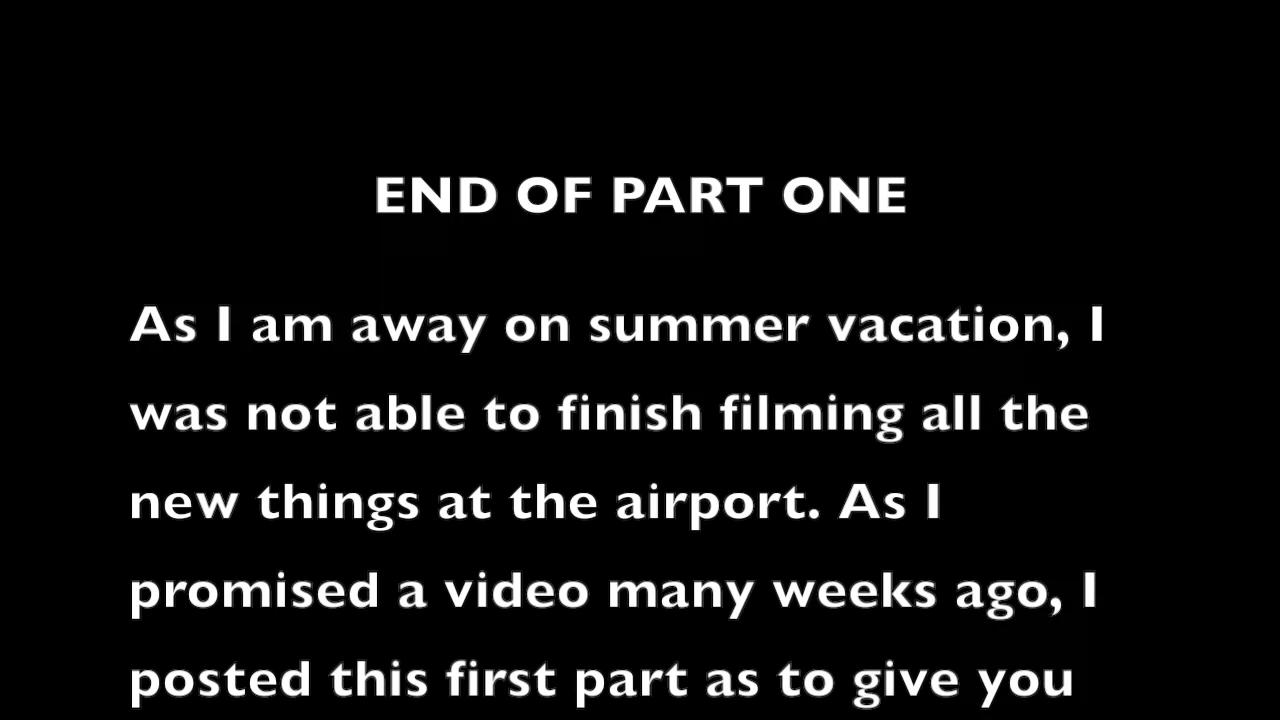 END OF PART ONE
As I am away on summer vacation, I
was not able to finish filming all the
new things at the airport. As I
promised a video many weeks ago, I
posted this first part as to give you